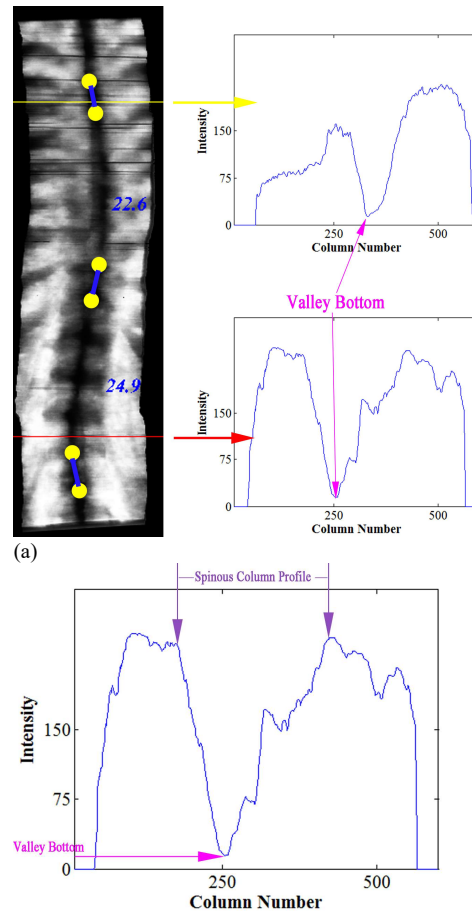 22.6
24.9
Intensity
150
75
0
250
500
Column Number
Valley Bottom
Intensity
150
75
0
250
500
Column Number
(a)
Spinous Column Profile
Intensity
150
75
0
Valley Bottom
250
500
Column Number